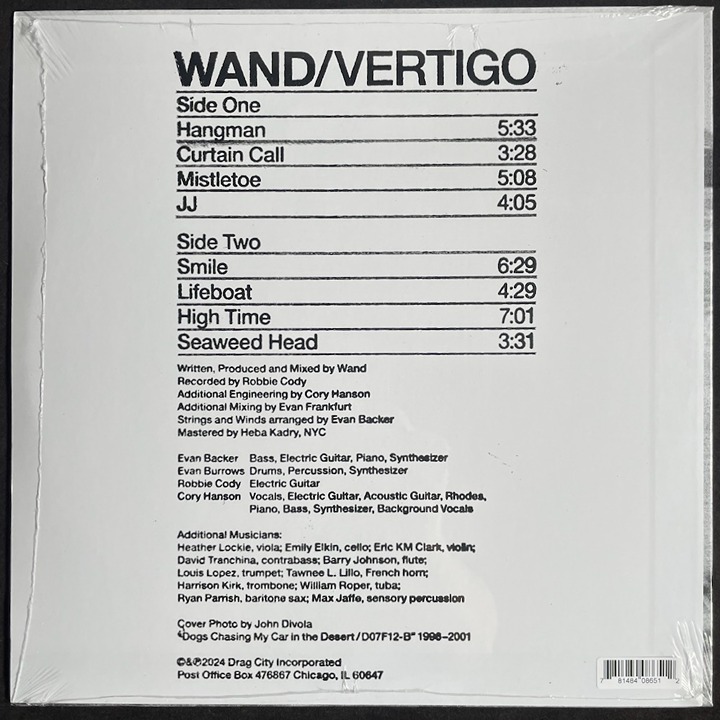 WAND/VERTIGO
Side One
Hangman 5:33
Curtain Call 3:28
Mistletoe 5:08
JJ 4:05
Side Two
Smile 6:29
Lifeboat 4:29
High Time 7:01
Seaweed Head 3:31
Written, Produced and Mixed by Wand
Recorded by Robbie Cody
Additional Engineering by Cory Hanson
Additional Mixing by Evan Frankfurt
Strings and Winds arranged by Evan Backer
Mastered by Heba Kadry, NYC
Evan Backer Bass, Electric Guitar, Piano, Synthesizer
Evan Burrows Drums, Percussion, Synthesizer
Robbie Cody Electric Guitar
Cory Hanson Vocals, Electric Guitar, Acoustic Guitar, Rhodes,
Piano, Bass, Synthesizer, Background Vocals
Additional Musicians:
Heather Lockie, viola; Emily Elkin, cello; Eric KM Clark, violin;
David Tranchina, contrabass; Barry Johnson, flute;
Louis Lopez, trumpet; Tawnee L. Lillo, French horn;
Harrison Kirk, trombone; William Roper, tuba;
Ryan Parrish, baritone sax; Max Jaffe, sensory percussion
Cover Photo by John Divola
"Dogs Chasing My Car in the Desert/D07F12-B" 1996–2001
©&℗2024 Drag City Incorporated
Post Office Box 476867 Chicago, IL 60647
7 81484 08651 2